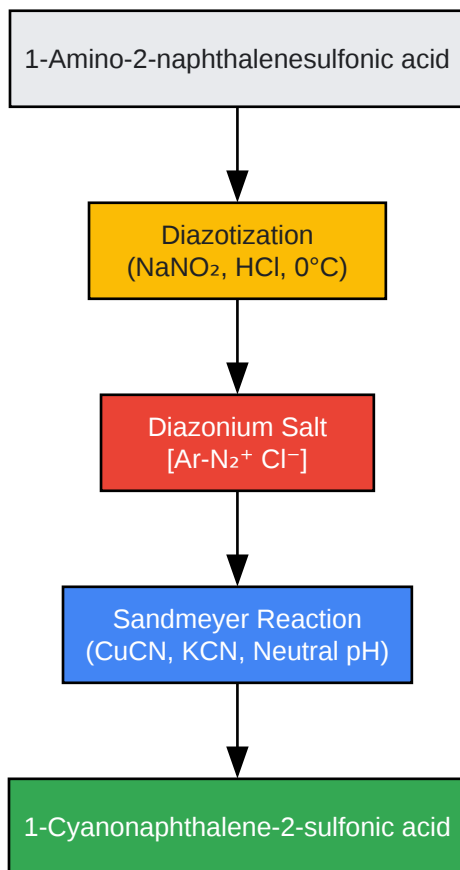 1-Amino-2-naphthalenesulfonic acid
Diazotization
(NaNO₂, HCl, 0°C)
Diazonium Salt
[Ar-N₂⁺ Cl⁻]
Sandmeyer Reaction
(CuCN, KCN, Neutral pH)
1-Cyanonaphthalene-2-sulfonic acid